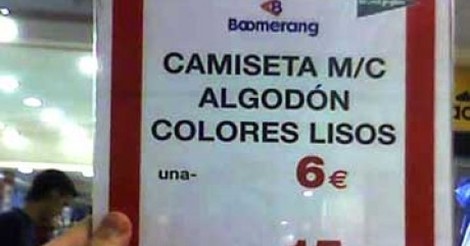 Boomerang
CAMISETA M/C
ALGODÓN
COLORES LISOS
una- 6€